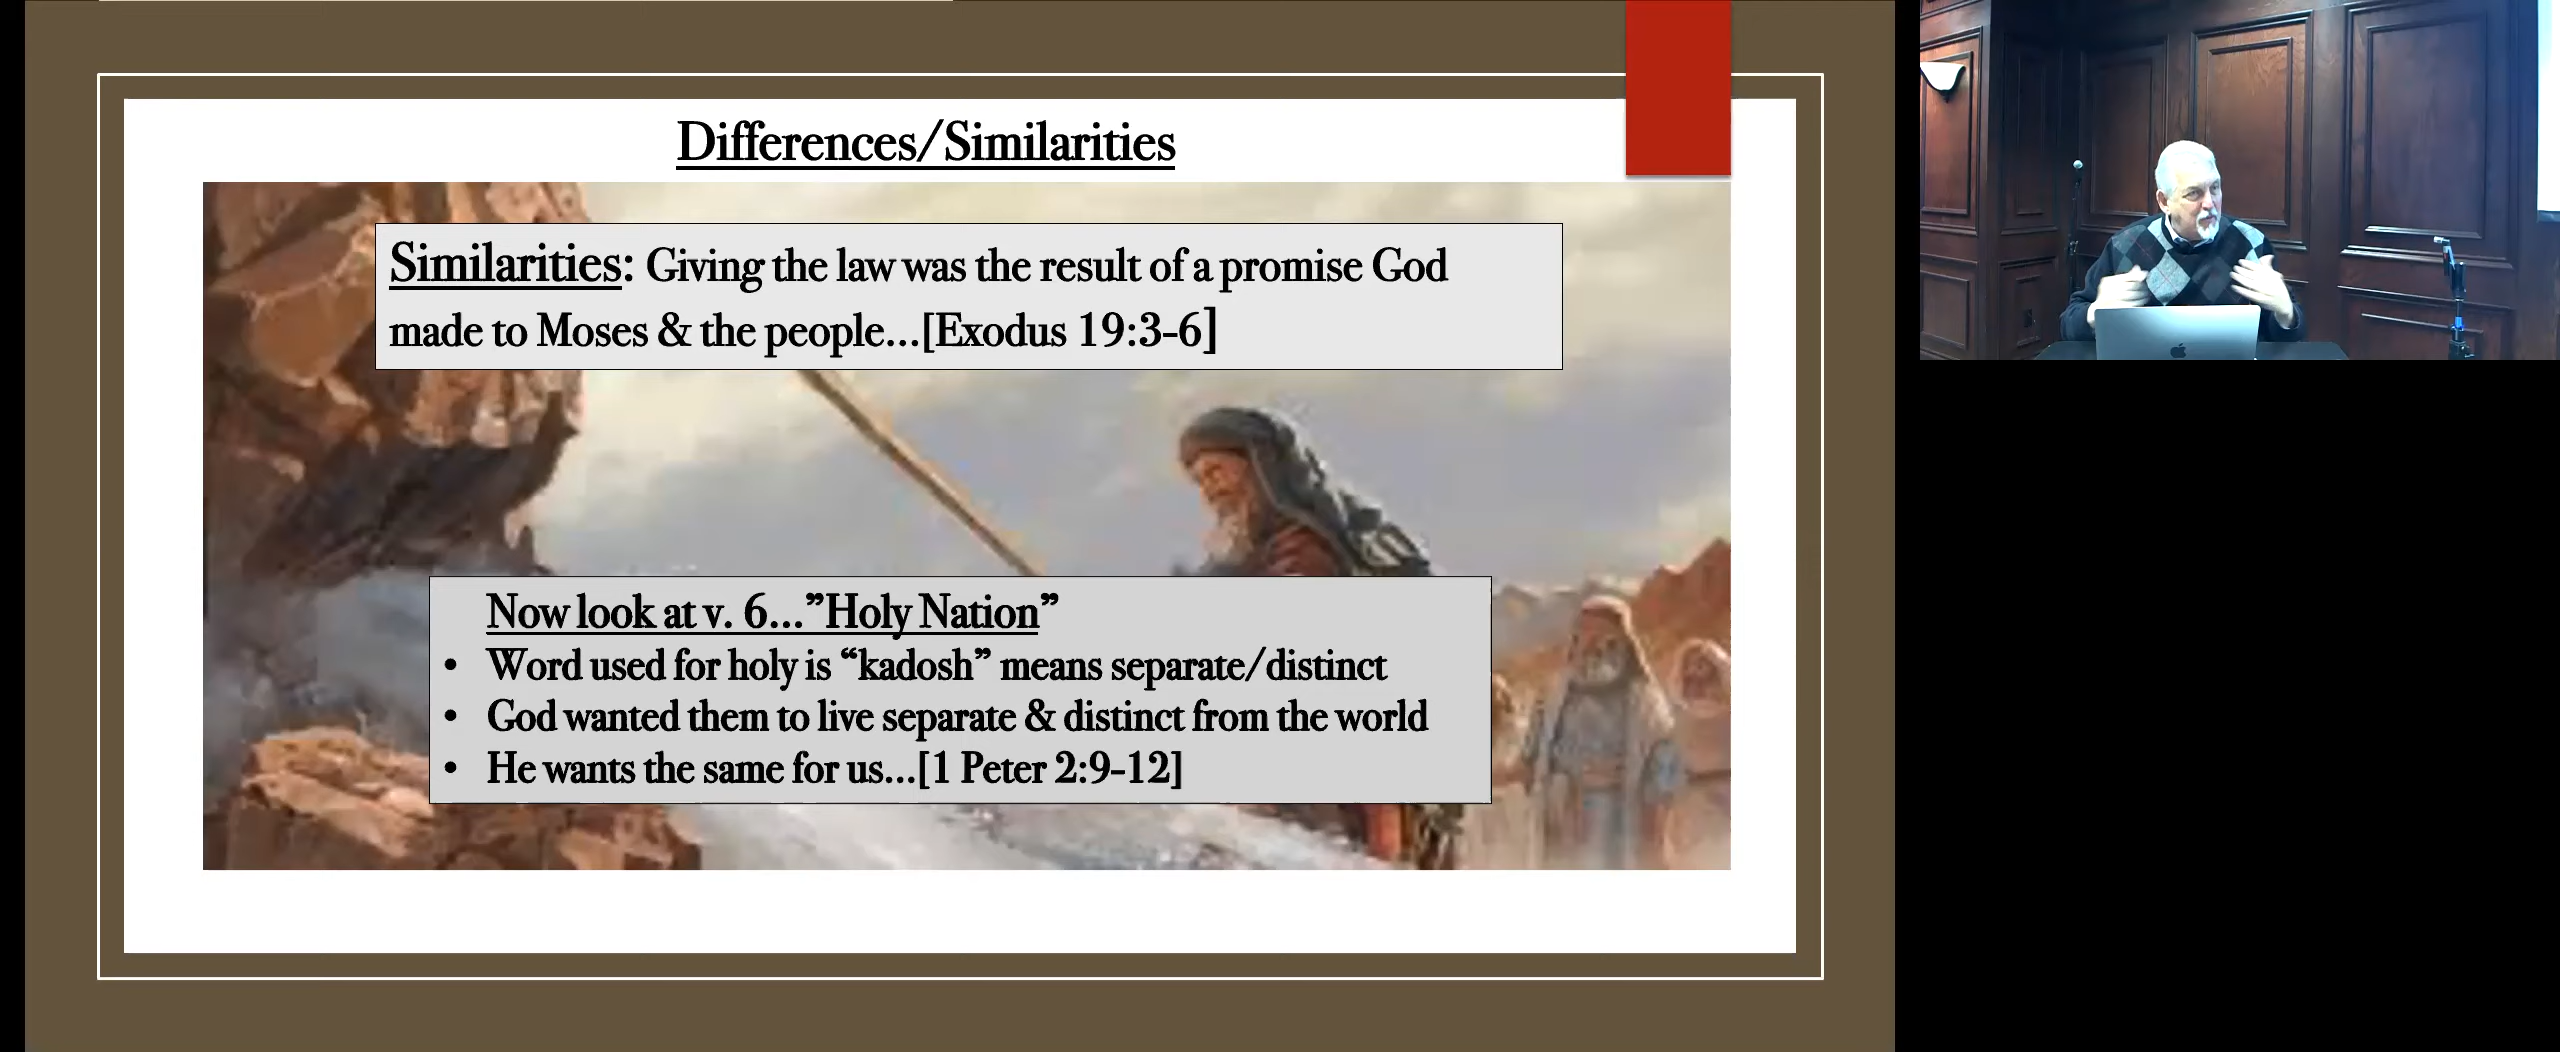 Differences/Similarities
Similarities: Giving the law was the result of a promise God
made to Moses & the people...[Exodus 19:3-6]
Now look at v. 6...”Holy Nation”
• Word used for holy is “kadosh” means separate/distinct
• God wanted them to live separate & distinct from the world
• He wants the same for us...[1 Peter 2:9-12]